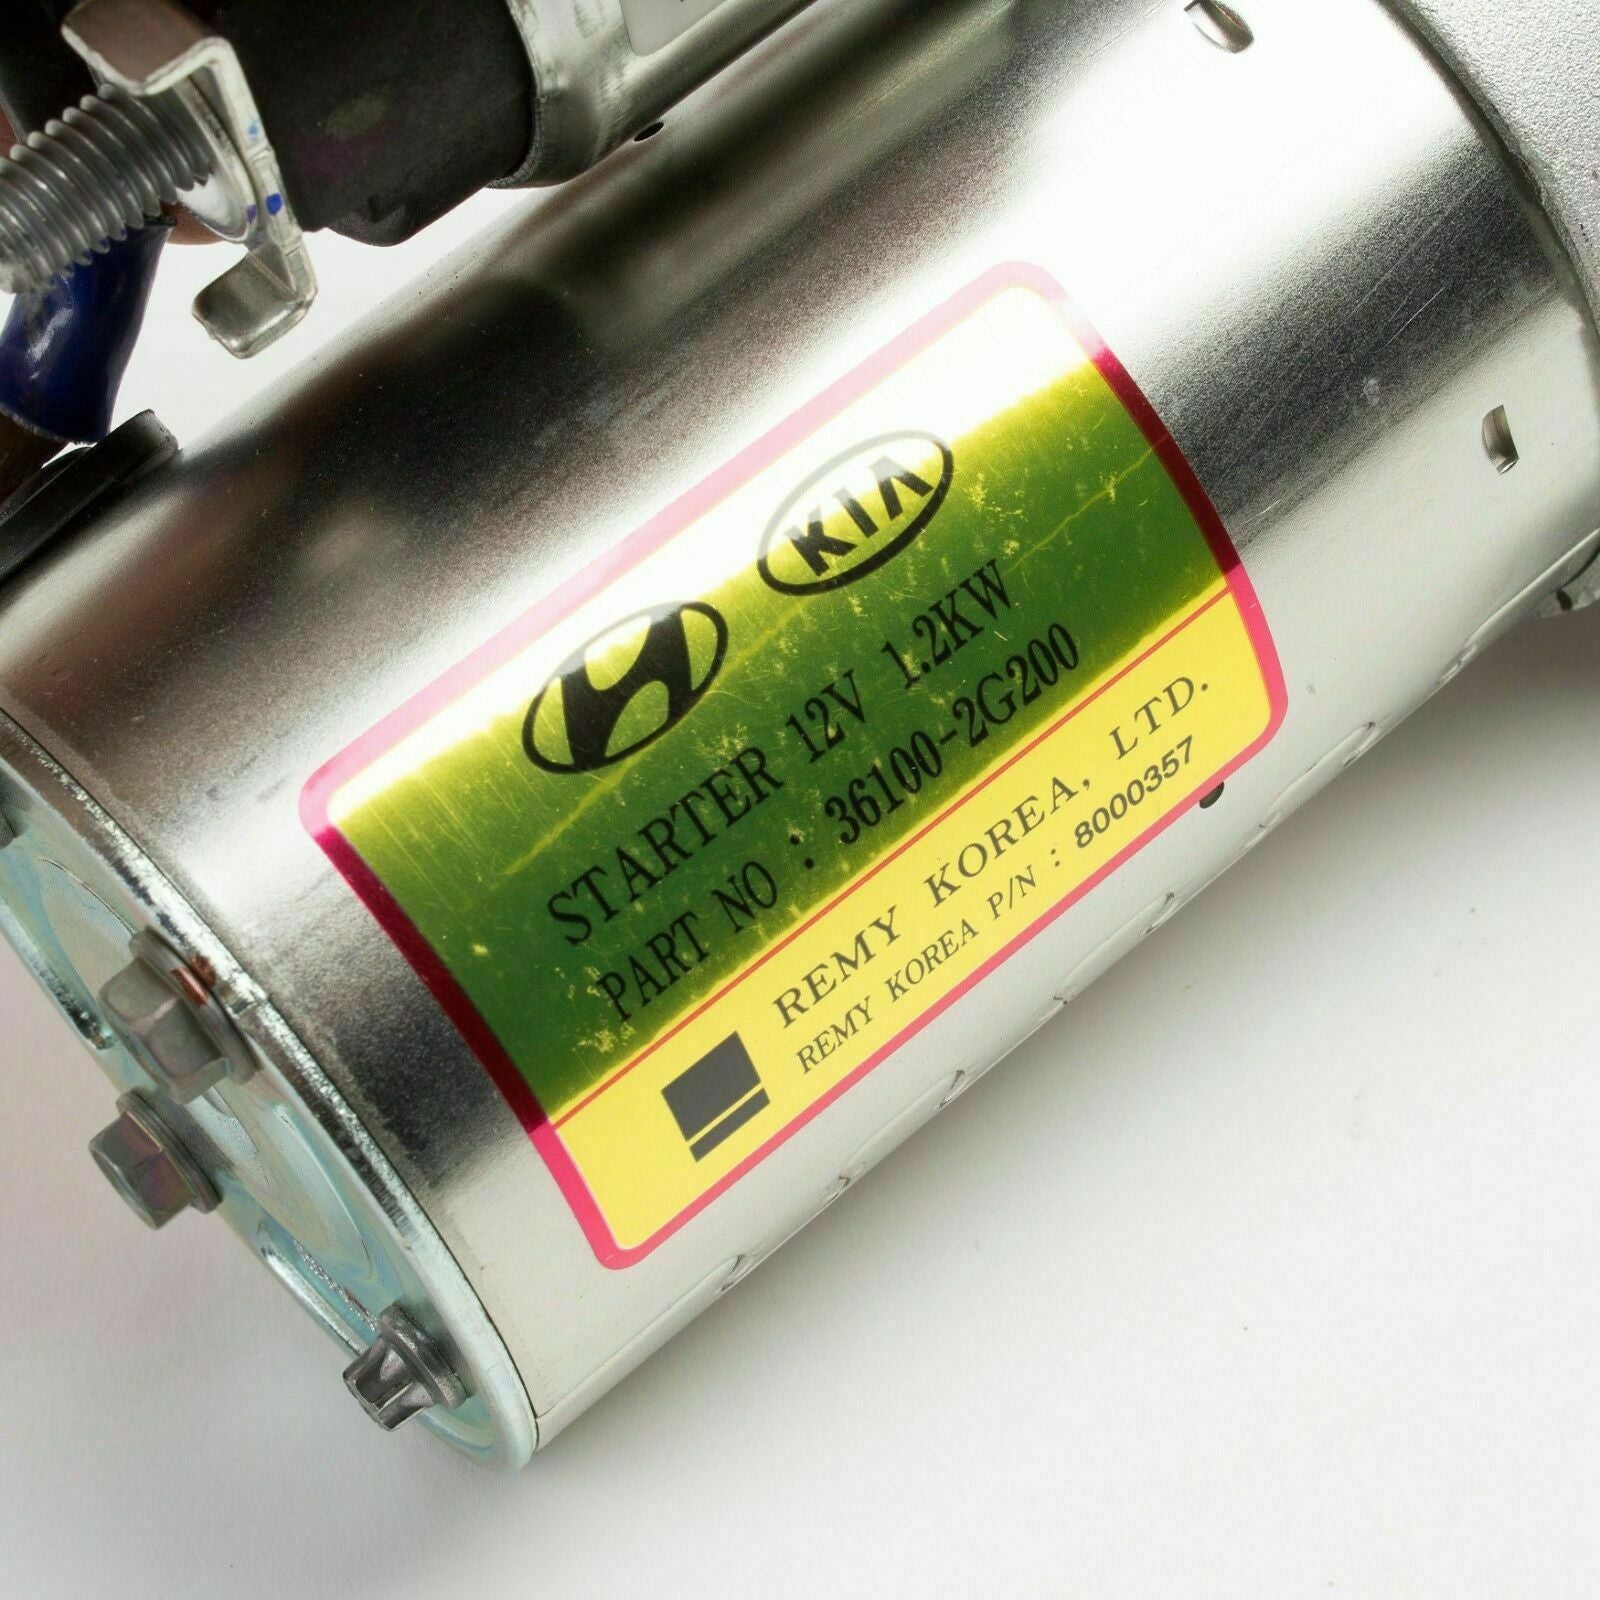 KIA
STARTER 12V 1.2KW
PART NO : 36100-2G200
REMY KOREA, LTD.
REMY KOREA P/N : 8000357